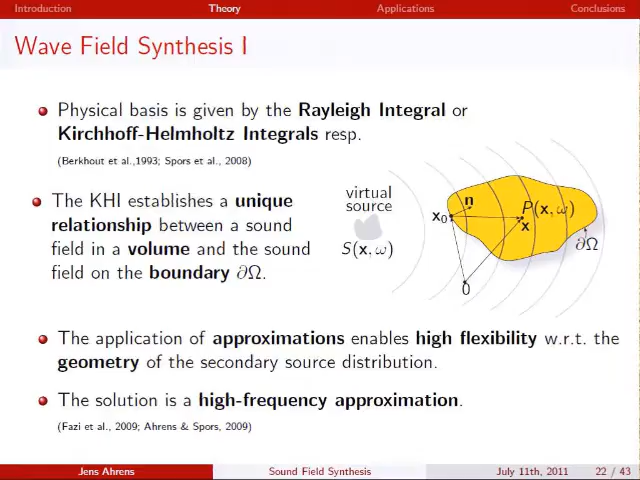 Introduction Theory Applications Conclusions
Wave Field Synthesis I
Physical basis is given by the Rayleigh Integral or
Kirchhoff-Helmholtz Integrals resp.
(Berkhout et al.,1993; Spors et al., 2008)
The KHI establishes a unique
relationship between a sound
field in a volume and the sound
field on the boundary ∂Ω.
virtual
source
S(x, ω)
n
x₀
P(x, ω)
x
∂Ω
0
The application of approximations enables high flexibility w.r.t. the
geometry of the secondary source distribution.
The solution is a high-frequency approximation.
(Fazi et al., 2009; Ahrens & Spors, 2009)
Jens Ahrens Sound Field Synthesis July 11th, 2011 22 / 43